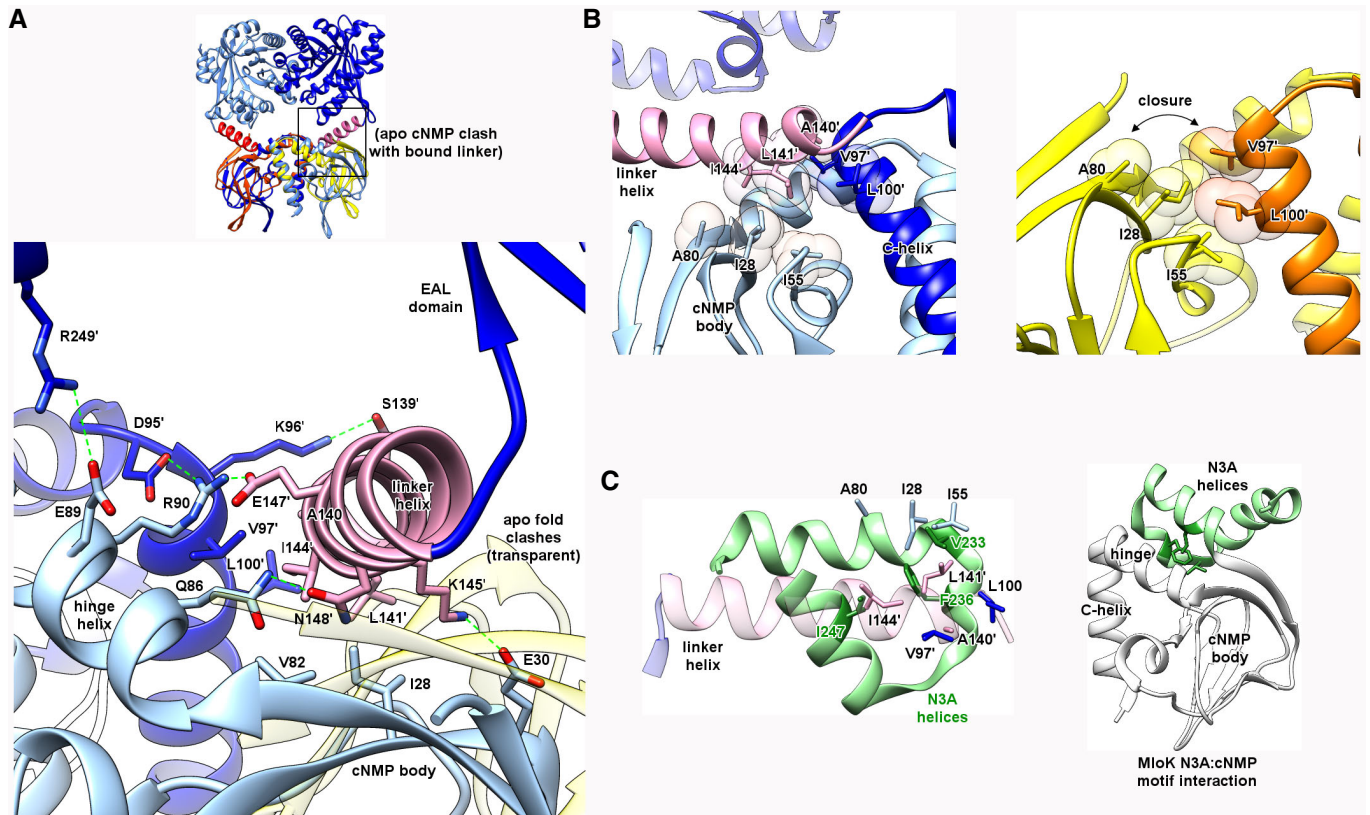 A
(apo cNMP clash
with bound linker)
EAL
domain
R249'
D95'
K96'
S139'
E89
R90
E147'
linker
helix
A140
V97'
I144'
apo fold
clashes
(transparent)
L100'
Q86
K145'
hinge
helix
N148'
L141'
V82
I28
E30
cNMP body
B
A140'
L141'
V97'
I144'
linker
helix
L100'
A80
I28
C-helix
I55
cNMP
body
closure
V97'
A80
L100'
I28
I55
C
A80
I28
I55
V233
L141'
L100
F236
I247
I144'
A140'
V97'
linker
helix
N3A
helices
N3A
helices
hinge
C-helix
cNMP
body
MloK N3A:cNMP
motif interaction